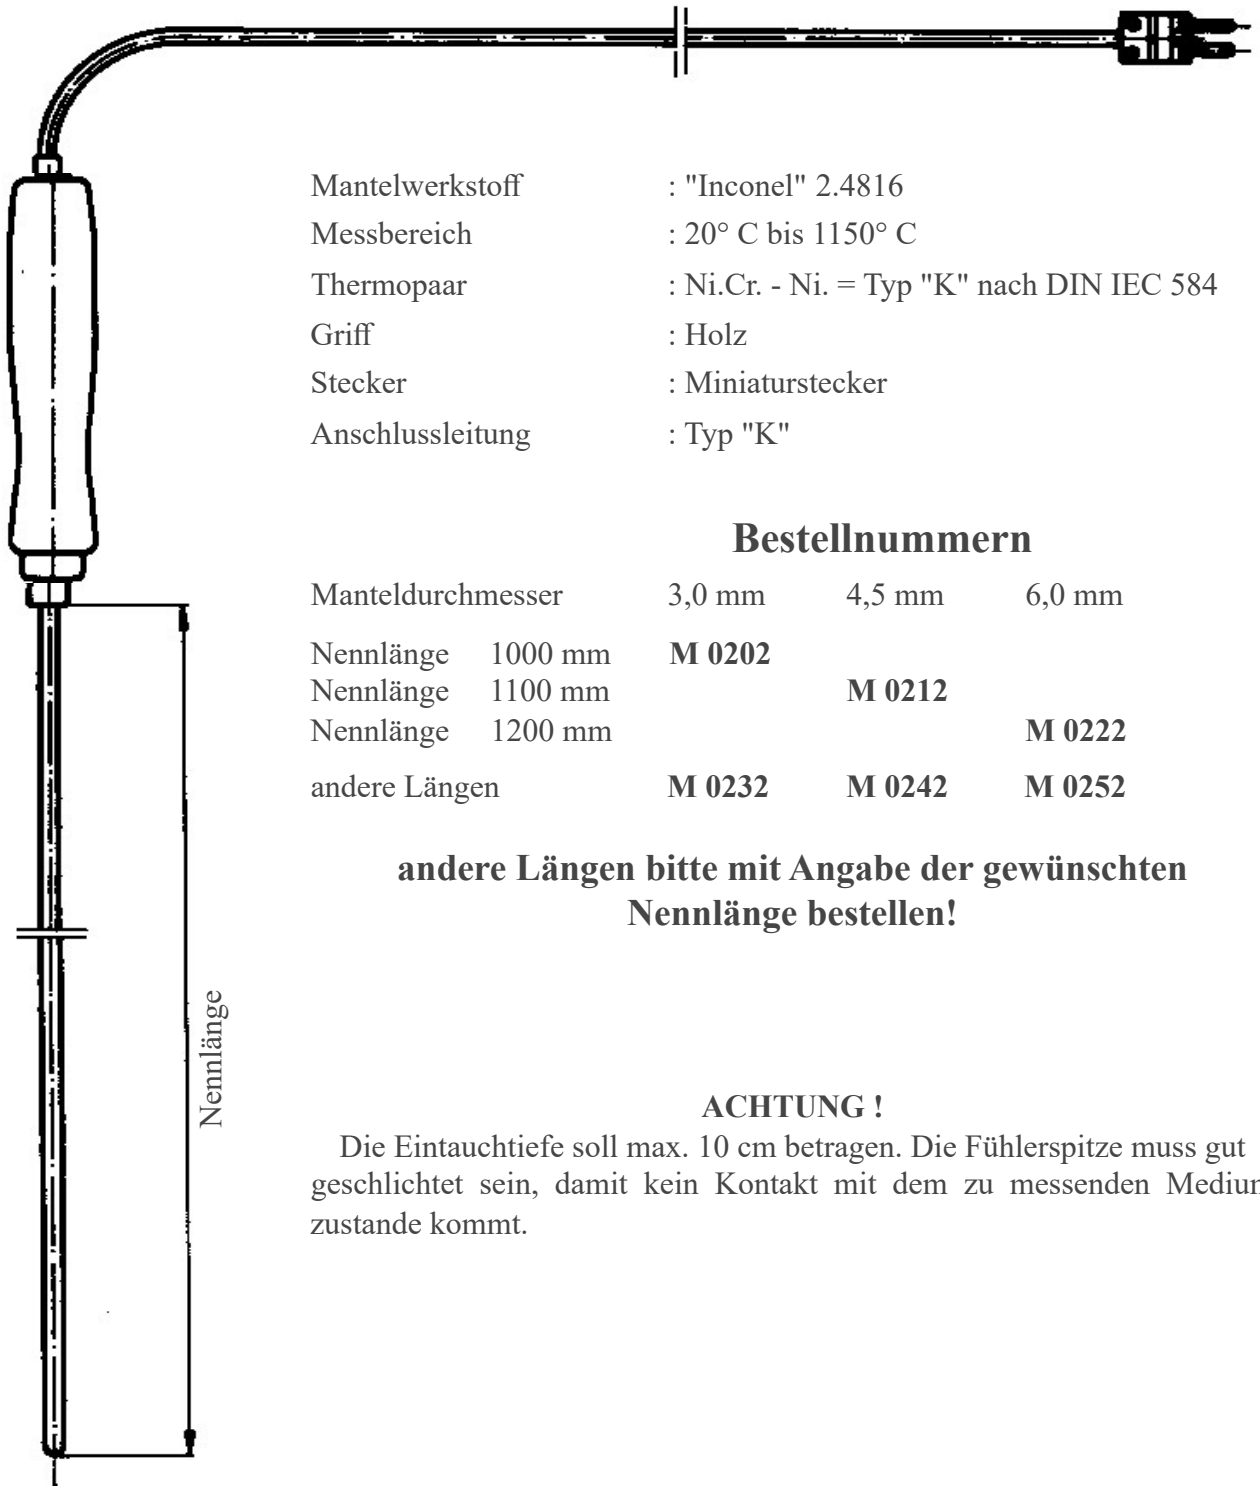 Mantelwerkstoff : "Inconel" 2.4816
Messbereich : 20° C bis 1150° C
Thermopaar : Ni.Cr. - Ni. = Typ "K" nach DIN IEC 584
Griff : Holz
Stecker : Miniaturstecker
Anschlussleitung : Typ "K"
Bestellnummern
Manteldurchmesser 3,0 mm 4,5 mm 6,0 mm
Nennlänge 1000 mm M 0202
Nennlänge 1100 mm M 0212
Nennlänge 1200 mm M 0222
andere Längen M 0232 M 0242 M 0252
andere Längen bitte mit Angabe der gewünschten
Nennlänge bestellen!
Nennlänge
ACHTUNG !
Die Eintauchtiefe soll max. 10 cm betragen. Die Fühlerspitze muss gut
geschlichtet sein, damit kein Kontakt mit dem zu messenden Medium
zustande kommt.